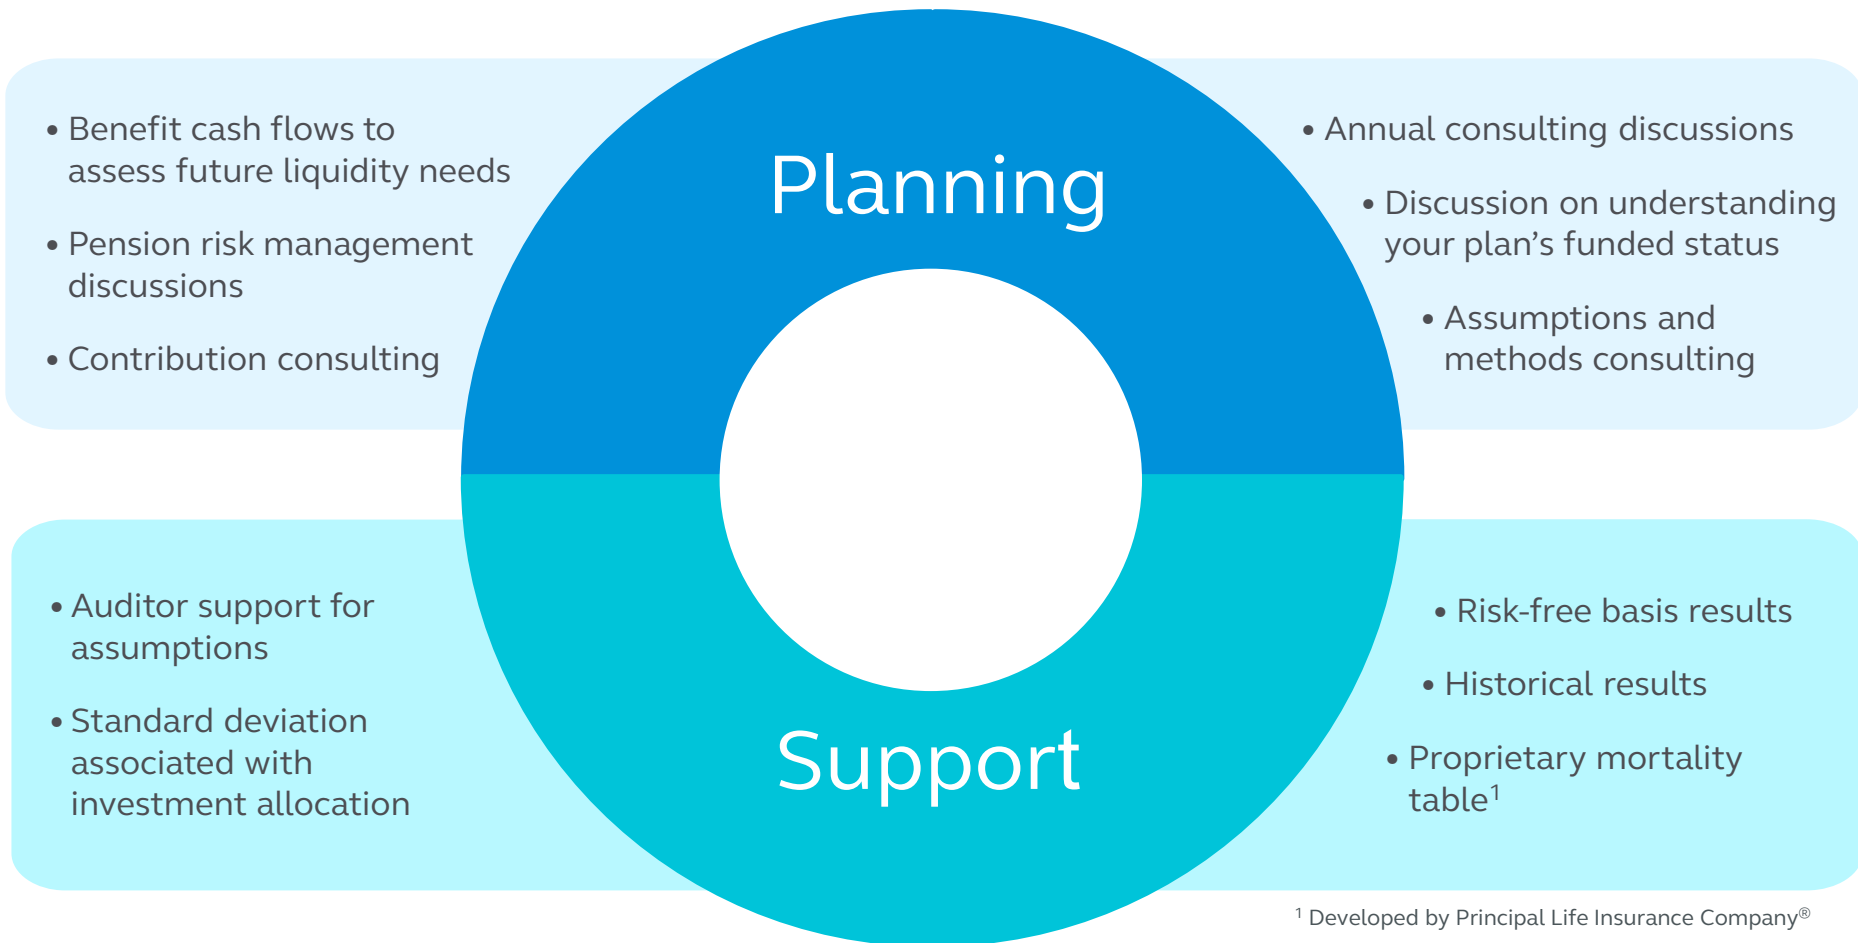 Planning
• Benefit cash flows to
assess future liquidity needs
• Pension risk management
discussions
• Contribution consulting
• Annual consulting discussions
• Discussion on understanding
your plan’s funded status
• Assumptions and
methods consulting
Support
• Auditor support for
assumptions
• Standard deviation
associated with
investment allocation
• Risk-free basis results
• Historical results
• Proprietary mortality
table¹
¹ Developed by Principal Life Insurance Company®